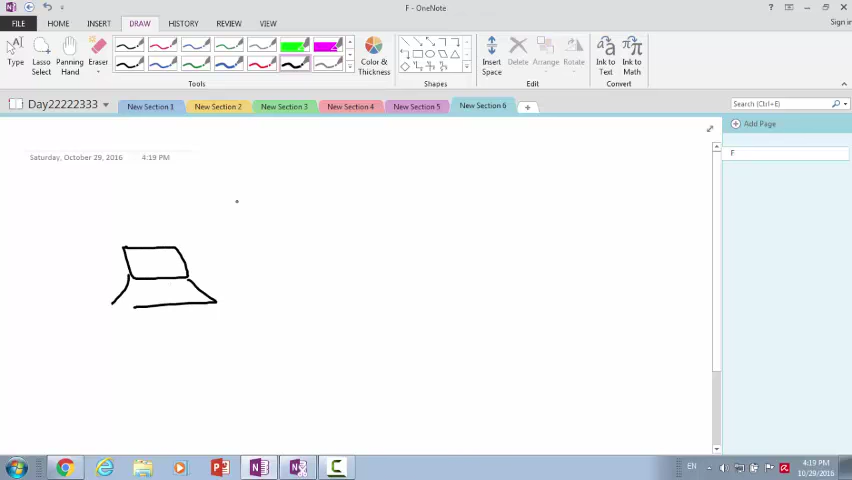 F - OneNote
Sign in
FILE HOME INSERT DRAW HISTORY REVIEW VIEW
Type
Lasso Select
Panning Hand
Eraser
Color & Thickness
Insert Space
Delete
Arrange
Rotate
Ink to Text
Ink to Math
Tools
Shapes
Edit
Convert
Day22222333
New Section 1
New Section 2
New Section 3
New Section 4
New Section 5
New Section 6
Search (Ctrl+E)
Add Page
F
Saturday, October 29, 2016 4:19 PM
EN
4:19 PM
10/29/2016